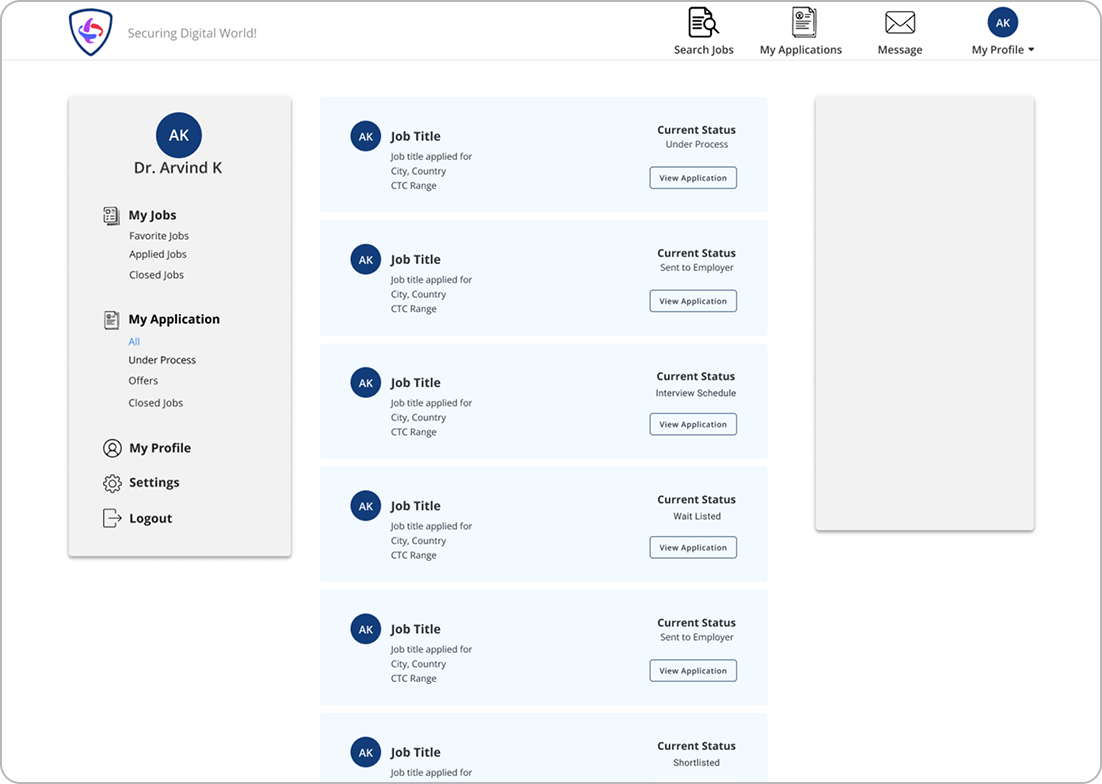 Securing Digital World!
Search Jobs
My Applications
Message
AK
My Profile
AK
Dr. Arvind K
My Jobs
Favorite Jobs
Applied Jobs
Closed Jobs
My Application
All
Under Process
Offers
Closed Jobs
My Profile
Settings
Logout
AK
Job Title
Job title applied for
City, Country
CTC Range
Current Status
Under Process
View Application
AK
Job Title
Job title applied for
City, Country
CTC Range
Current Status
Sent to Employer
View Application
AK
Job Title
Job title applied for
City, Country
CTC Range
Current Status
Interview Schedule
View Application
AK
Job Title
Job title applied for
City, Country
CTC Range
Current Status
Wait Listed
View Application
AK
Job Title
Job title applied for
City, Country
CTC Range
Current Status
Sent to Employer
View Application
AK
Job Title
Job title applied for
Current Status
Shortlisted